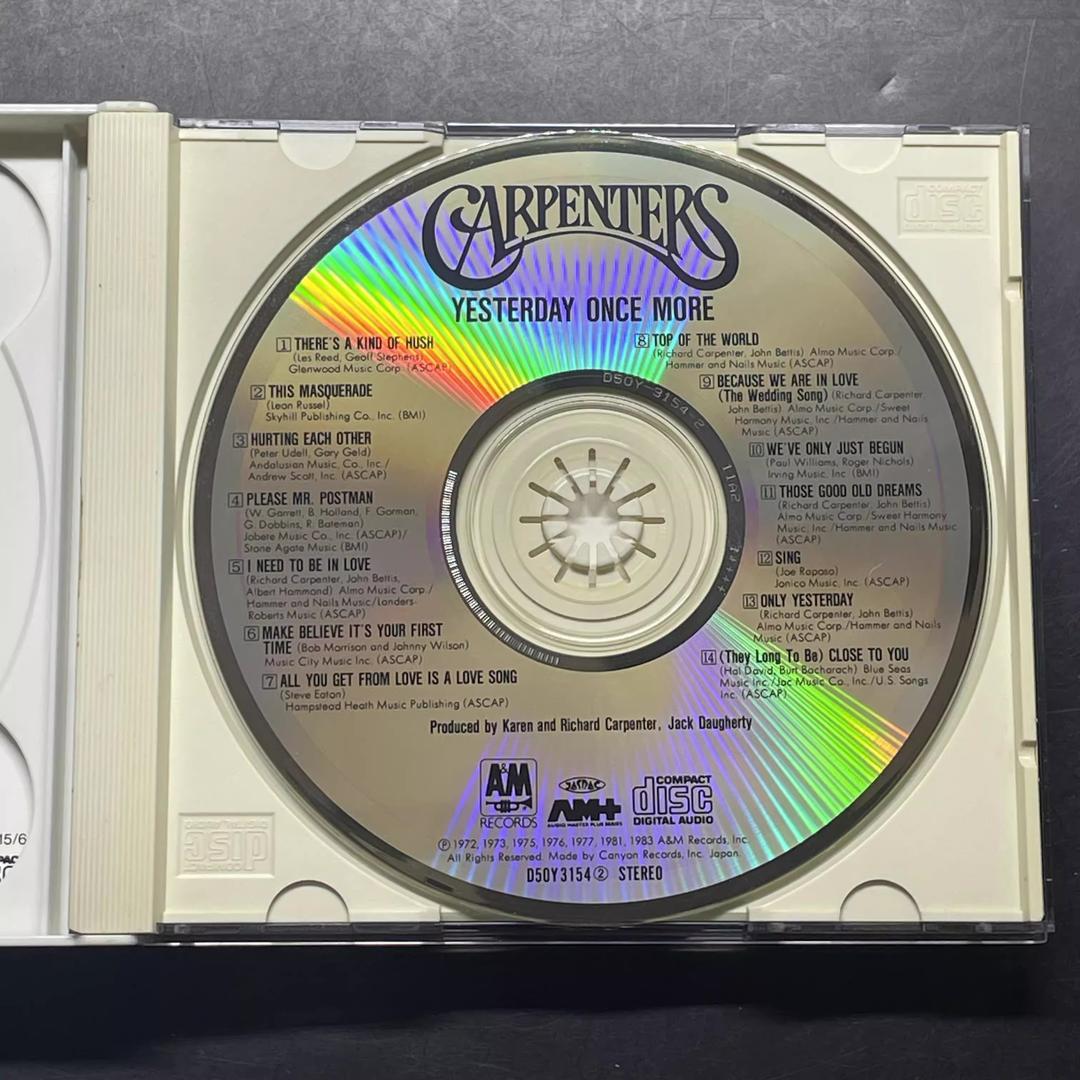 CARPENTERS
YESTERDAY ONCE MORE
1 THERE'S A KIND OF HUSH
(Les Reed, Geoff Stephens)
Glenwood Music Corp. (ASCAP)
2 THIS MASQUERADE
(Leon Russel)
Skyhill Publishing Co., Inc. (BMI)
3 HURTING EACH OTHER
(Peter Udell, Gary Geld)
Andalusian Music, Co., Inc./
Andrew Scott, Inc. (ASCAP)
4 PLEASE MR. POSTMAN
(W. Garrett, B. Holland, F. Gorman,
G. Dobbins, R. Bateman)
Jobete Music Co., Inc. (ASCAP)/
Stone Agate Music (BMI)
5 I NEED TO BE IN LOVE
(Richard Carpenter, John Bettis,
Albert Hammond) Almo Music Corp./
Hammer and Nails Music/Landers-
Roberts Music (ASCAP)
6 MAKE BELIEVE IT'S YOUR FIRST
TIME (Bob Morrison and Johnny Wilson)
Music City Music Inc. (ASCAP)
7 ALL YOU GET FROM LOVE IS A LOVE SONG
(Steve Eaton)
Hampstead Heath Music Publishing (ASCAP)
8 TOP OF THE WORLD
(Richard Carpenter, John Bettis) Almo Music Corp./
Hammer and Nails Music (ASCAP)
9 BECAUSE WE ARE IN LOVE
(The Wedding Song) (Richard Carpenter,
John Bettis) Almo Music Corp./Sweet
Harmony Music, Inc./Hammer and Nails
Music (ASCAP)
10 WE'VE ONLY JUST BEGUN
(Paul Williams, Roger Nichols)
Irving Music, Inc. (BMI)
11 THOSE GOOD OLD DREAMS
(Richard Carpenter, John Bettis)
Almo Music Corp./Sweet Harmony
Music, Inc./Hammer and Nails Music
(ASCAP)
12 SING
(Joe Raposo)
Jonico Music, Inc. (ASCAP)
13 ONLY YESTERDAY
(Richard Carpenter, John Bettis)
Almo Music Corp./Hammer and Nails
Music (ASCAP)
14 (They Long To Be) CLOSE TO YOU
(Hal David, Burt Bacharach) Blue Seas
Music Inc./Jac Music Co., Inc./U.S. Songs
Inc. (ASCAP)
Produced by Karen and Richard Carpenter, Jack Daugherty
A&M
RECORDS
JASRAC
AM+
AUDIO MASTER PLUS SERIES
COMPACT
disc
DIGITAL AUDIO
Ⓟ1972, 1973, 1975, 1976, 1977, 1981, 1983 A&M Records, Inc.
All Rights Reserved. Made by Canyon Records, Inc. Japan.
D50Y3154② STEREO
D50Y-3154-2
11A2
COMPACT
disc
DIGITAL AUDIO
COMPACT
disc
DIGITAL AUDIO
15/6